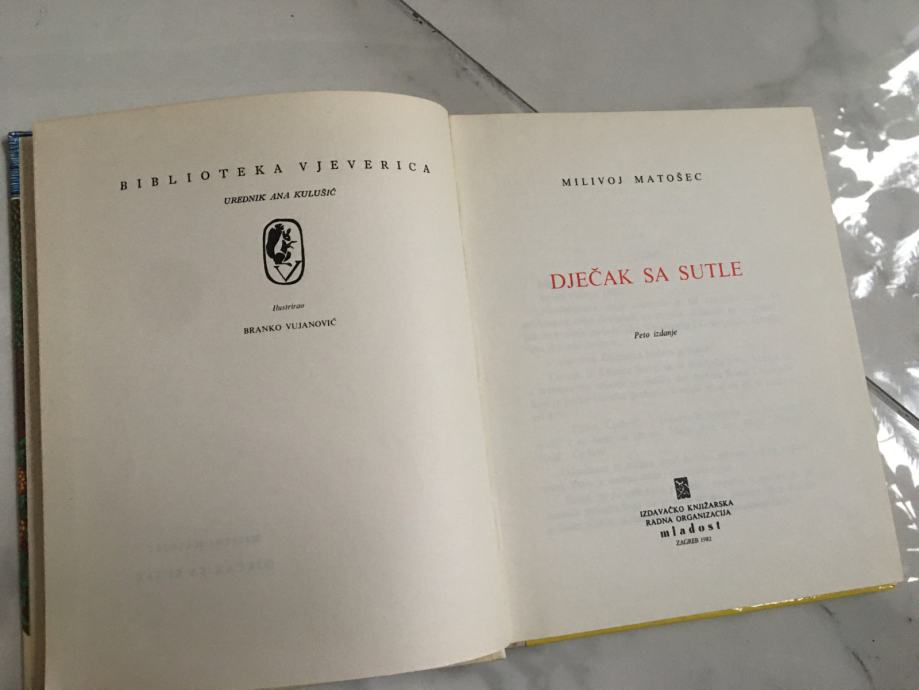 BIBLIOTEKA VJEVERICA
UREDNIK ANA KULUŠIĆ
V
Ilustrirao
BRANKO VUJANOVIĆ
MILIVOJ MATOŠEC
DJEČAK SA SUTLE
Peto izdanje
IZDAVAČKO KNJIŽARSKA
RADNA ORGANIZACIJA
mladost
ZAGREB 1982